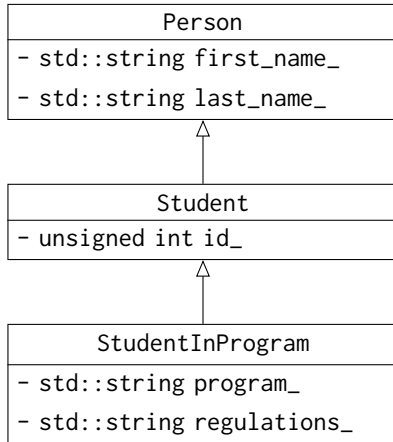 Person
- std::string first_name_
- std::string last_name_
Student
- unsigned int id_
StudentInProgram
- std::string program_
- std::string regulations_